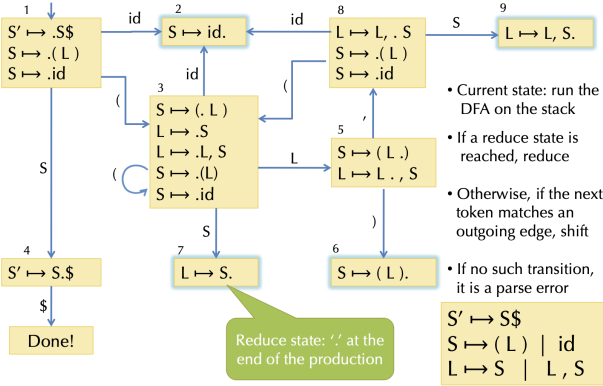 1
S′ ↦ .S$
S ↦ .( L )
S ↦ .id
id
2
S ↦ id.
id
8
L ↦ L, . S
S ↦ .( L )
S ↦ .id
S
9
L ↦ L, S.
(
id
(
3
S ↦ (. L )
L ↦ .S
L ↦ .L, S
S ↦ .(L)
S ↦ .id
(
L
5
S ↦ ( L .)
L ↦ L . , S
,
S
S
)
4
S′ ↦ S.$
7
L ↦ S.
6
S ↦ ( L ).
$
Done!
Reduce state: ‘.’ at the
end of the production
• Current state: run the
DFA on the stack
• If a reduce state is
reached, reduce
• Otherwise, if the next
token matches an
outgoing edge, shift
• If no such transition,
it is a parse error
S′ ↦ S$
S ↦ ( L ) | id
L ↦ S | L , S